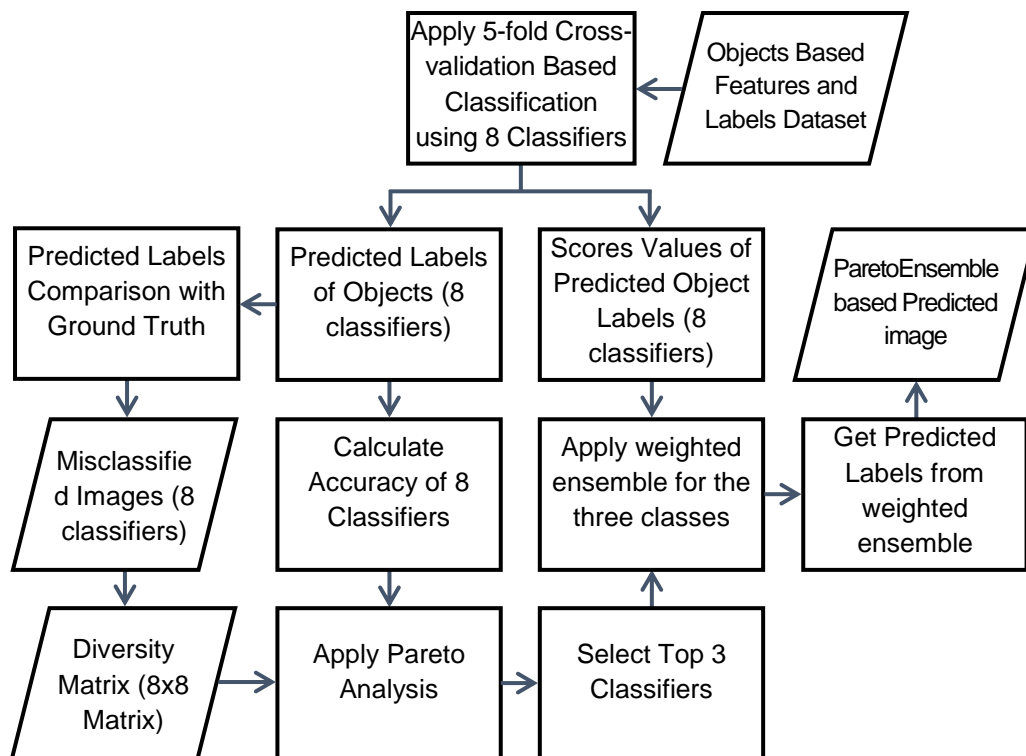 Apply 5-fold Cross-
validation Based
Classification
using 8 Classifiers
Objects Based
Features and
Labels Dataset
Predicted Labels
Comparison with
Ground Truth
Predicted Labels
of Objects (8
classifiers)
Scores Values of
Predicted Object
Labels (8
classifiers)
ParetoEnsemble
based Predicted
image
Misclassifie
d Images (8
classifiers)
Calculate
Accuracy of 8
Classifiers
Apply weighted
ensemble for the
three classes
Get Predicted
Labels from
weighted
ensemble
Diversity
Matrix (8x8
Matrix)
Apply Pareto
Analysis
Select Top 3
Classifiers